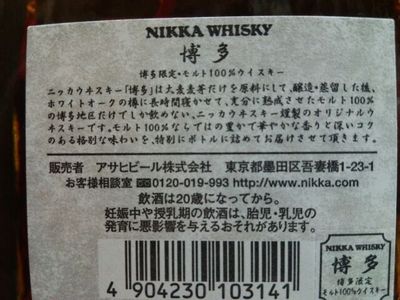 NIKKA WHISKY
博多
博多限定・モルト100％ウイスキー
ニッカウヰスキー「博多」は大麦麦芽だけを原料にして、醸造・蒸留した後、
ホワイトオークの樽に長時間寝かせて、充分に熟成させたモルト100％
の博多地区だけでしか飲めない、ニッカウヰスキー謹製のオリジナルウ
ヰスキーです。モルト100％ならではの豊かで華やかな香りと深いコク
のある格別な味わいを、特別にボトルに詰めてお届けさせて頂きます。
販売者 アサヒビール株式会社 東京都墨田区吾妻橋1-23-1
お客様相談室 0120-019-993 http://www.nikka.com/
飲酒は20歳になってから。
妊娠中や授乳期の飲酒は、胎児・乳児の
発育に悪影響を与えるおそれがあります。
4 904230 103141
NIKKA WHISKY
博多
博多限定
モルト100％ウイスキー